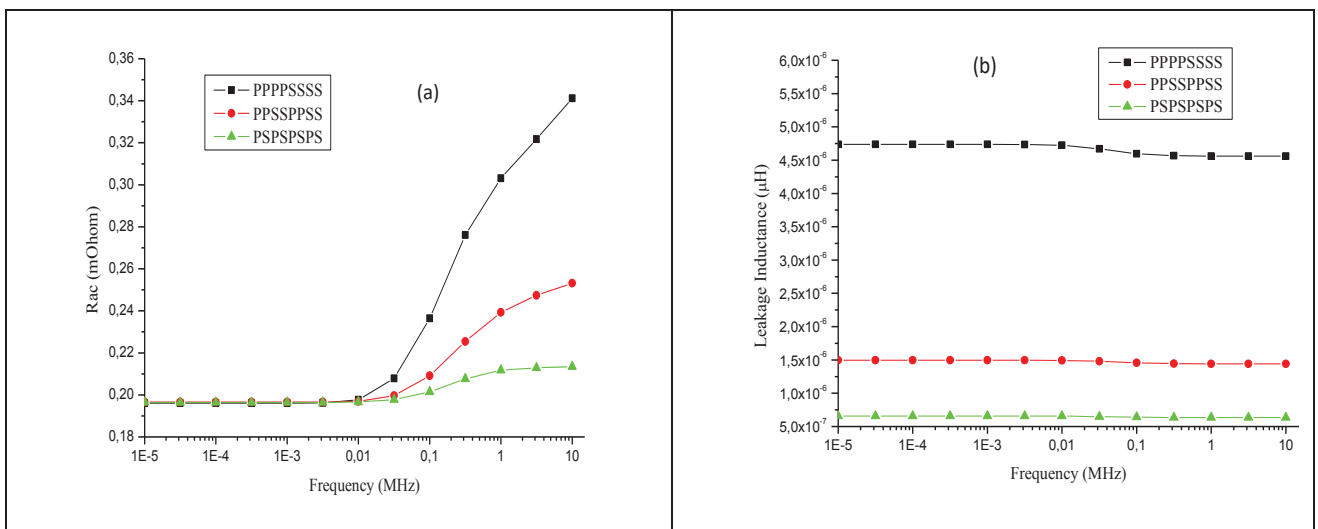 (a)
PPPPSSSS
PPSSPPSS
PSPSPSPS
Rac (mOhom)
0,36
0,34
0,32
0,30
0,28
0,26
0,24
0,22
0,20
0,18
1E-5 1E-4 1E-3 0,01 0,1 1 10
Frequency (MHz)
(b)
PPPPSSSS
PPSSPPSS
PSPSPSPS
Leakage Inductance (μH)
6,0x10⁻⁶
5,5x10⁻⁶
5,0x10⁻⁶
4,5x10⁻⁶
4,0x10⁻⁶
3,5x10⁻⁶
3,0x10⁻⁶
2,5x10⁻⁶
2,0x10⁻⁶
1,5x10⁻⁶
1,0x10⁻⁶
5,0x10⁻⁷
1E-5 1E-4 1E-3 0,01 0,1 1 10
Frequency (MHz)